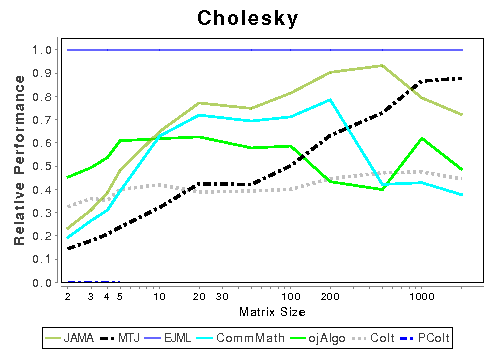 Cholesky
Relative Performance
1.0
0.9
0.8
0.7
0.6
0.5
0.4
0.3
0.2
0.1
0.0
2 3 4 5 10 20 30 100 200 1000
Matrix Size
JAMA MTJ EJML CommMath ojAlgo Colt PColt